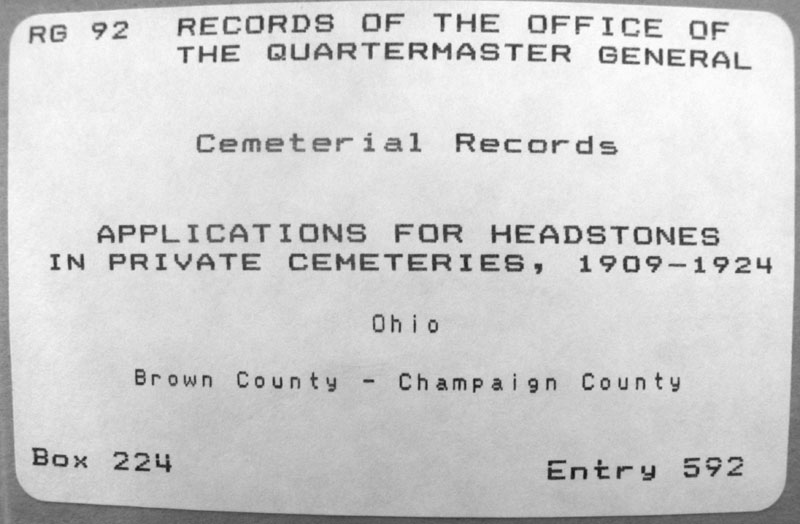 RG 92 RECORDS OF THE OFFICE OF
THE QUARTERMASTER GENERAL
Cemeterial Records
APPLICATIONS FOR HEADSTONES
IN PRIVATE CEMETERIES, 1909-1924
Ohio
Brown County - Champaign County
Box 224 Entry 592